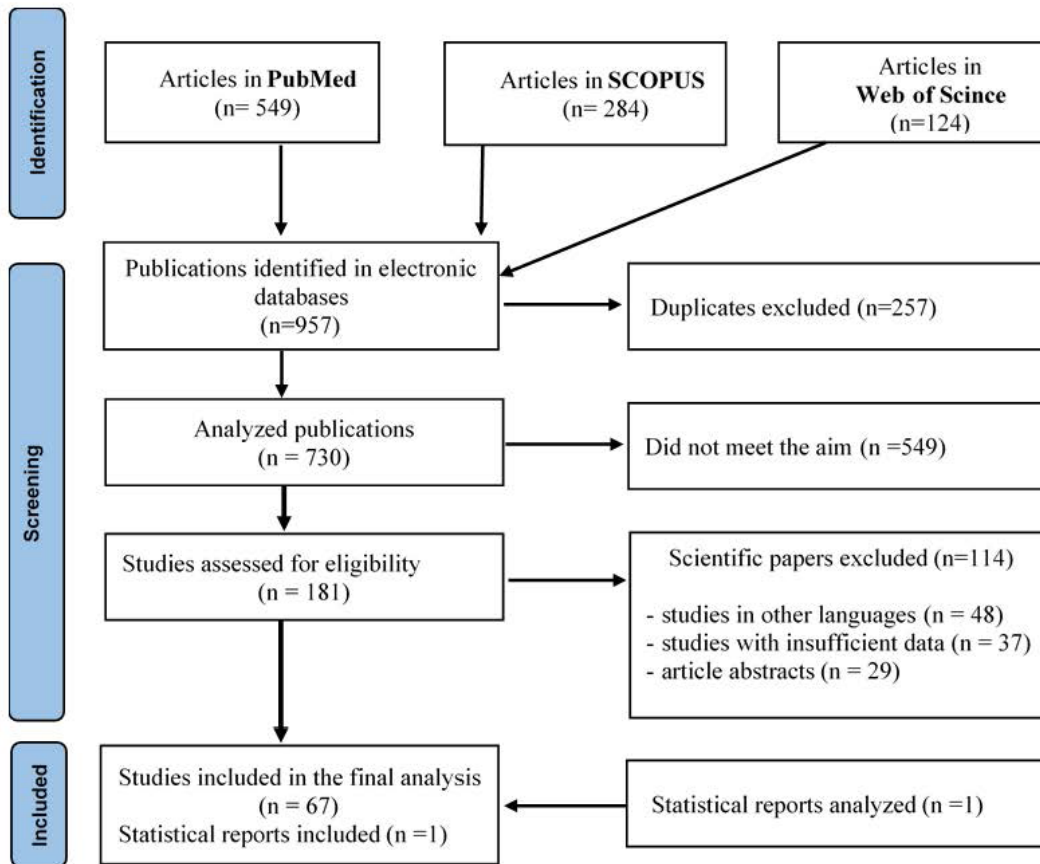 Identification
Articles in PubMed
(n= 549)
Articles in SCOPUS
(n= 284)
Articles in
Web of Scince
(n=124)
Screening
Publications identified in electronic
databases
(n=957)
Duplicates excluded (n=257)
Analyzed publications
(n = 730)
Did not meet the aim (n =549)
Studies assessed for eligibility
(n = 181)
Scientific papers excluded (n=114)
- studies in other languages (n = 48)
- studies with insufficient data (n = 37)
- article abstracts (n = 29)
Included
Studies included in the final analysis
(n = 67)
Statistical reports included (n =1)
Statistical reports analyzed (n =1)